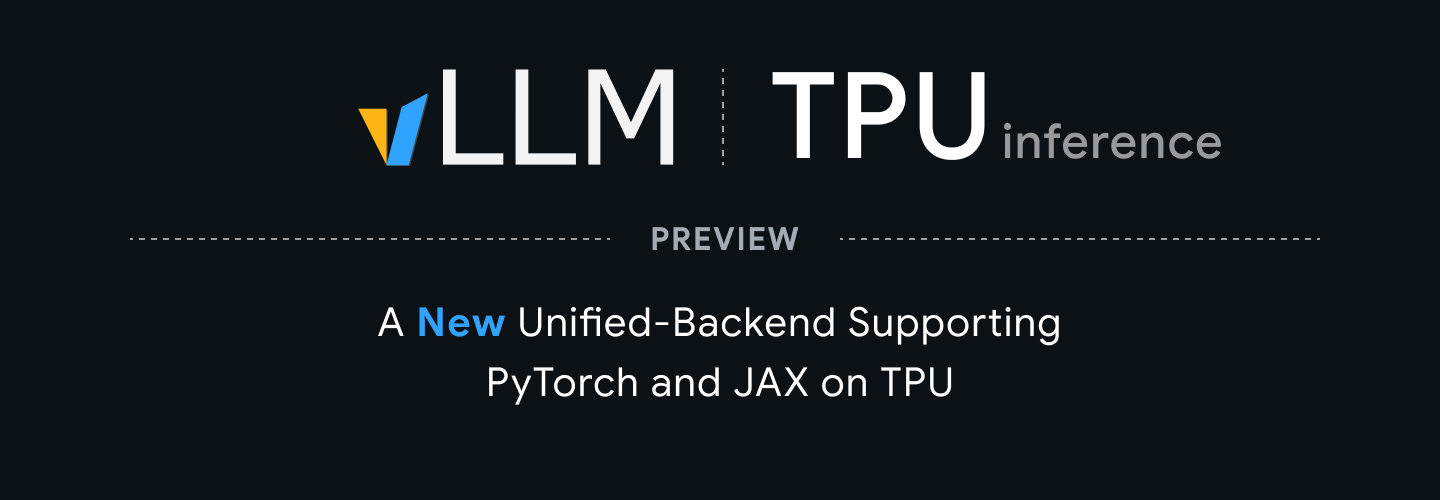 vLLM TPU inference
PREVIEW
A New Unified-Backend Supporting
PyTorch and JAX on TPU